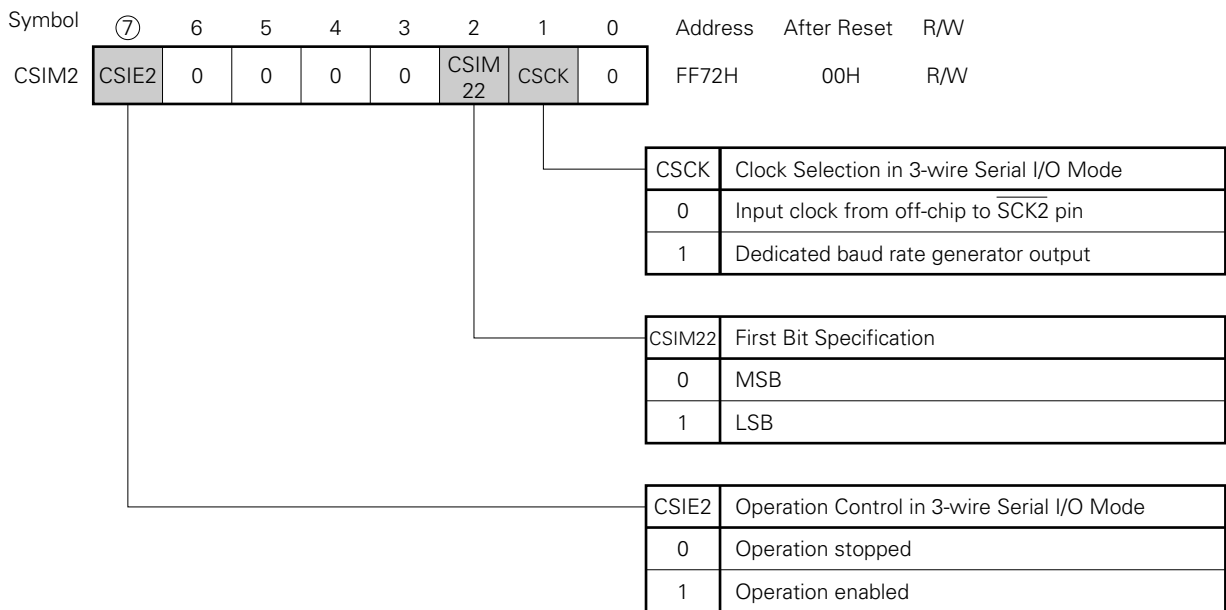 Symbol ⑦ 6 5 4 3 2 1 0 Address After Reset R/W
CSIM2 CSIE2 0 0 0 0 CSIM 22 CSCK 0 FF72H 00H R/W
CSCK Clock Selection in 3-wire Serial I/O Mode
0 Input clock from off-chip to S̅C̅K̅2̅ pin
1 Dedicated baud rate generator output
CSIM22 First Bit Specification
0 MSB
1 LSB
CSIE2 Operation Control in 3-wire Serial I/O Mode
0 Operation stopped
1 Operation enabled